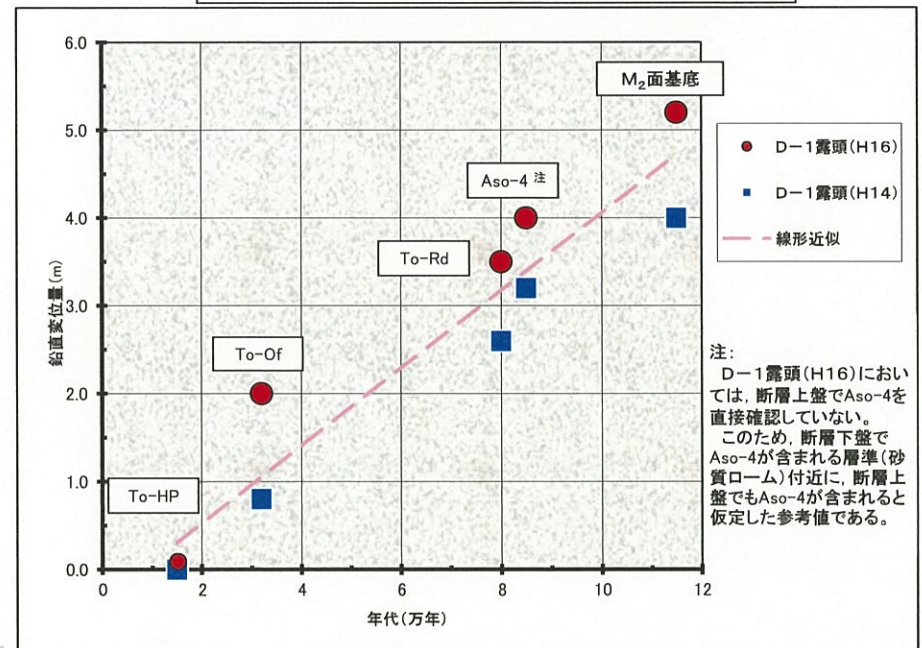 6.0
5.0
4.0
3.0
2.0
1.0
0.0
0
2
4
6
8
10
12
鉛直変位量(m)
年代(万年)
M₂面基底
Aso-4 注
To-Rd
To-Of
To-HP
D-1露頭(H16)
D-1露頭(H14)
線形近似
注:
D-1露頭(H16)におい
ては,断層上盤でAso-4を
直接確認していない。
このため,断層下盤で
Aso-4が含まれる層準(砂
質ローム)付近に,断層上
盤でもAso-4が含まれると
仮定した参考値である。